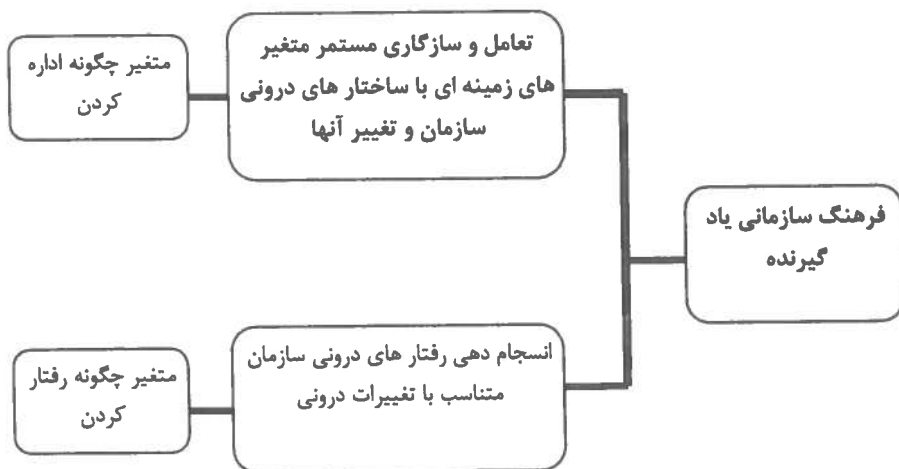 فرهنگ سازمانی یاد
گیرنده
تعامل و سازگاری مستمر متغیر
های زمینه ای با ساختار های درونی
سازمان و تغییر آنها
متغیر چگونه اداره
کردن
انسجام دهی رفتار های درونی سازمان
متناسب با تغییرات درونی
متغیر چگونه رفتار
کردن